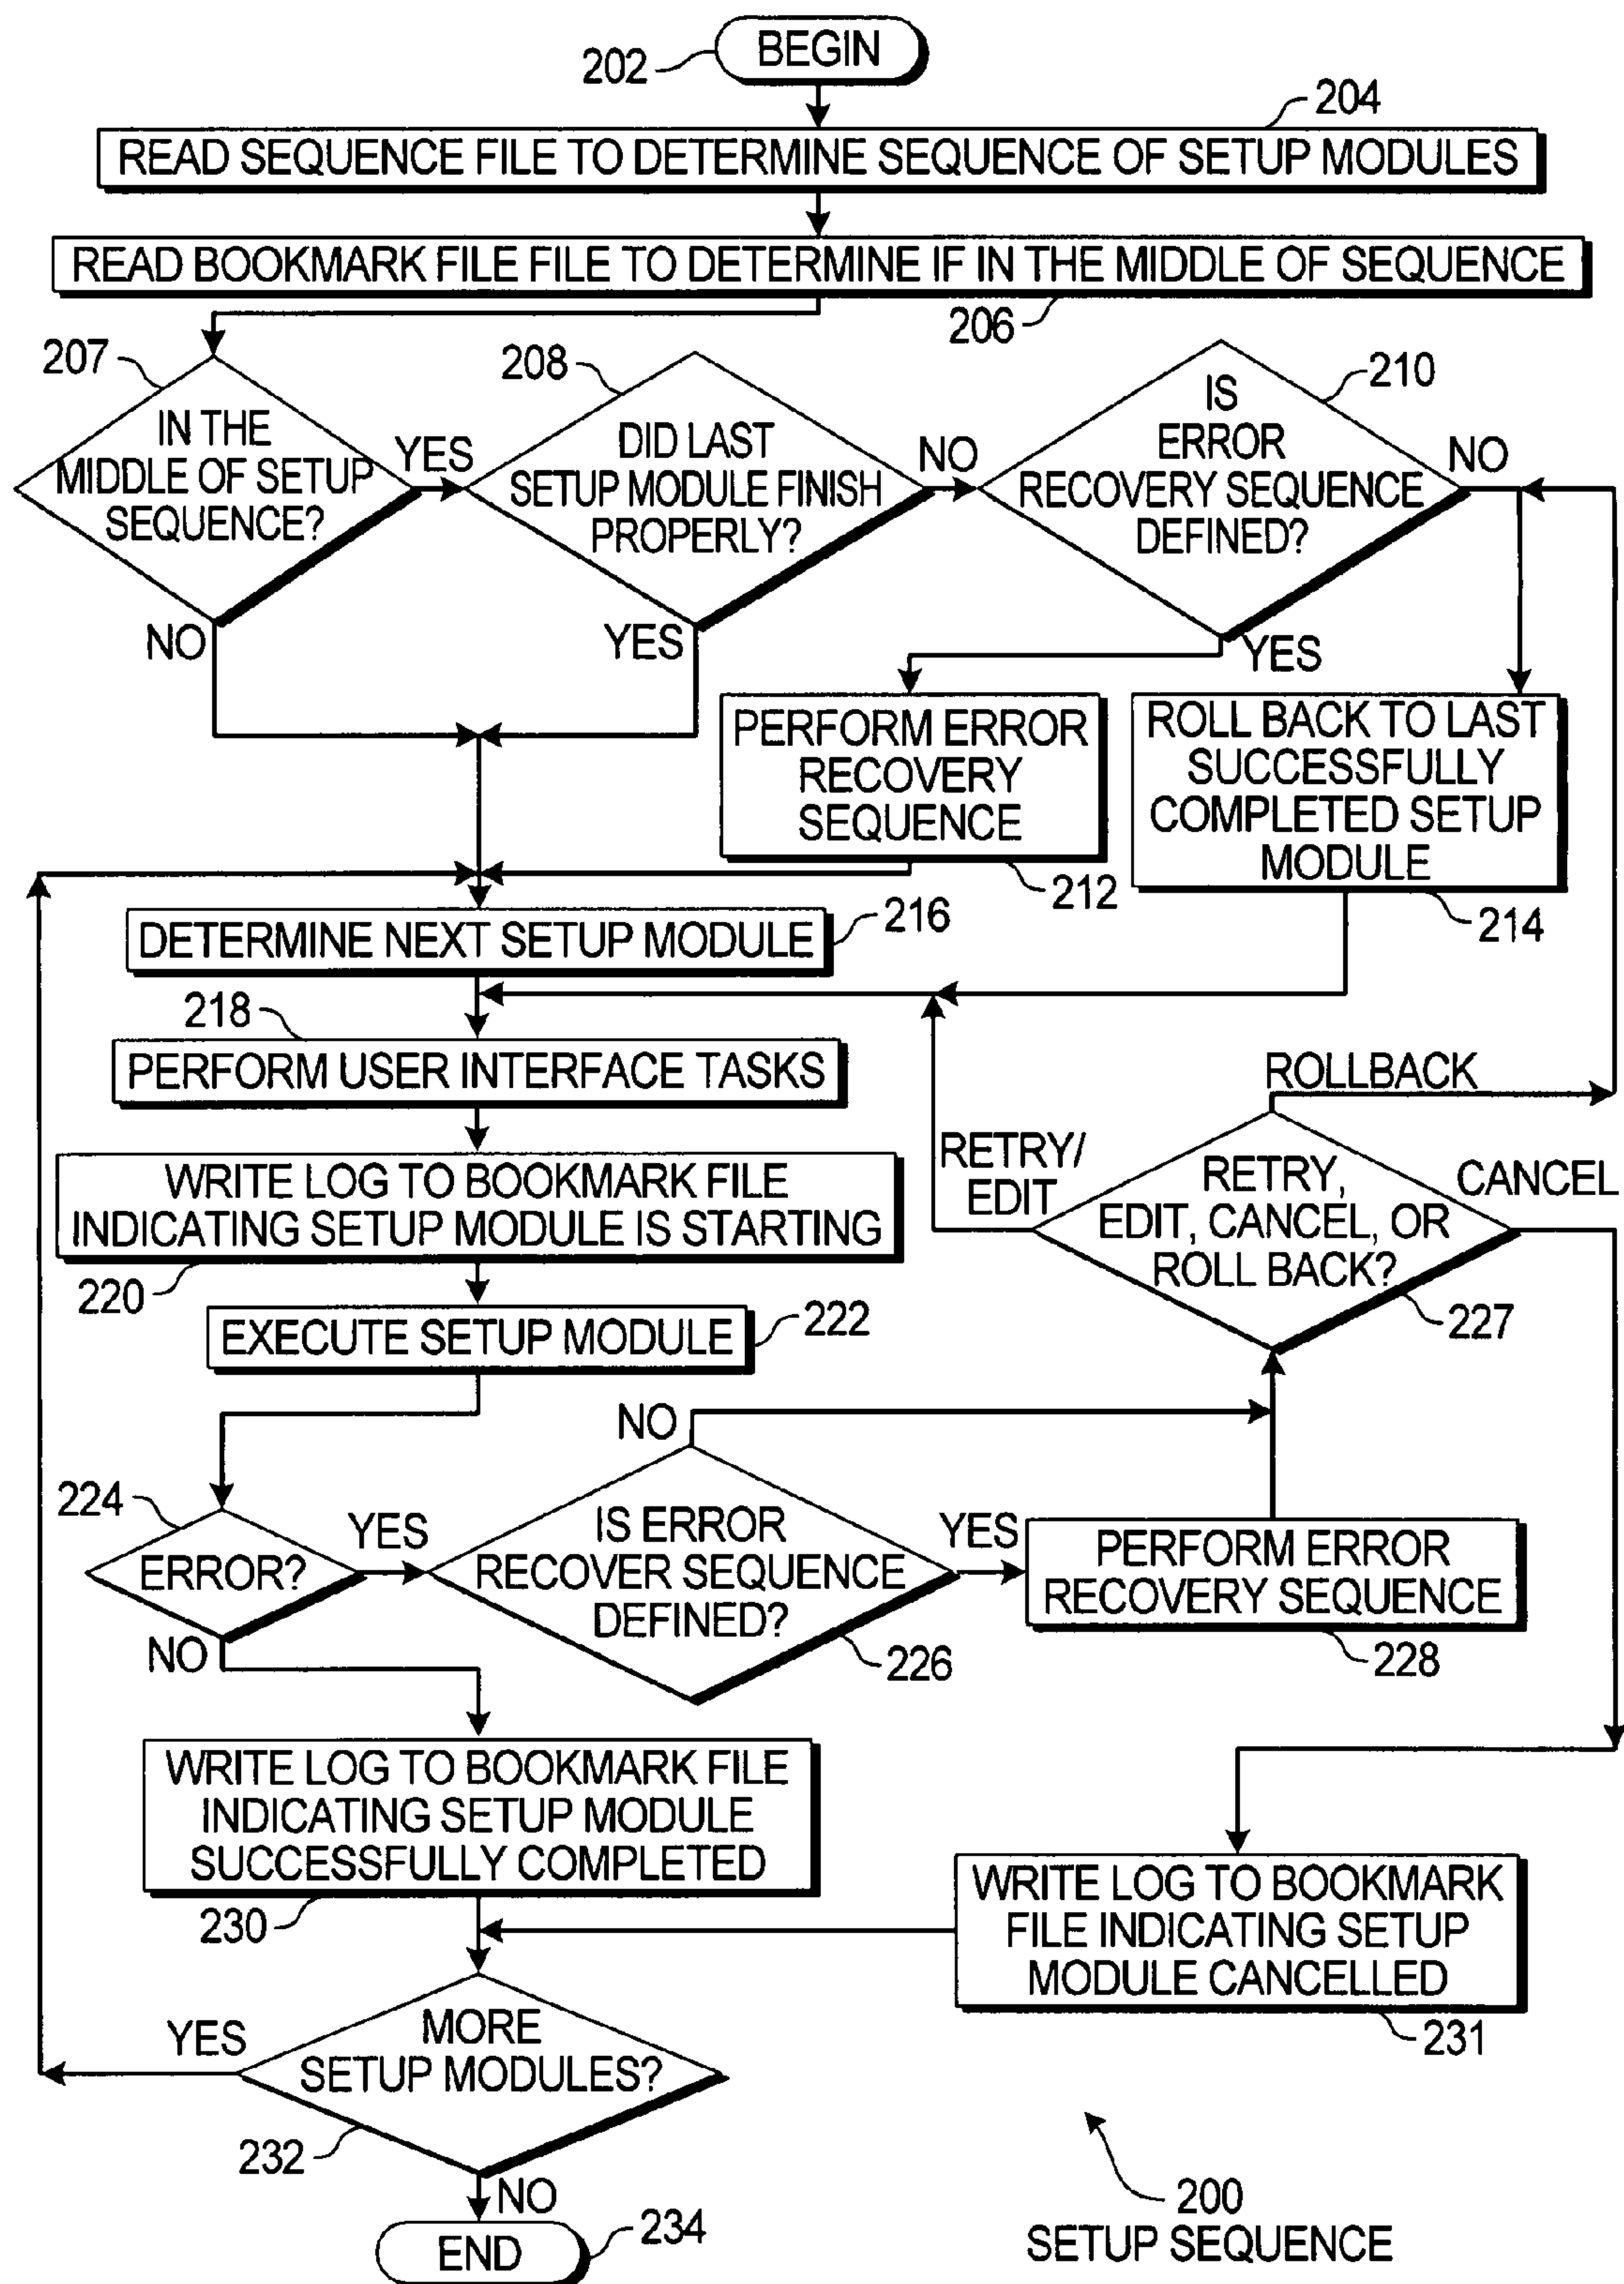 BEGIN
202
204
READ SEQUENCE FILE TO DETERMINE SEQUENCE OF SETUP MODULES
READ BOOKMARK FILE FILE TO DETERMINE IF IN THE MIDDLE OF SEQUENCE
206
207
IN THE
MIDDLE OF SETUP
SEQUENCE?
YES
NO
208
DID LAST
SETUP MODULE FINISH
PROPERLY?
NO
YES
210
IS
ERROR
RECOVERY SEQUENCE
DEFINED?
NO
YES
PERFORM ERROR
RECOVERY
SEQUENCE
212
ROLL BACK TO LAST
SUCCESSFULLY
COMPLETED SETUP
MODULE
214
DETERMINE NEXT SETUP MODULE
216
218
PERFORM USER INTERFACE TASKS
WRITE LOG TO BOOKMARK FILE
INDICATING SETUP MODULE IS STARTING
220
EXECUTE SETUP MODULE
222
ROLLBACK
RETRY/
EDIT
RETRY,
EDIT, CANCEL, OR
ROLL BACK?
CANCEL
227
224
ERROR?
YES
NO
NO
IS ERROR
RECOVER SEQUENCE
DEFINED?
YES
226
PERFORM ERROR
RECOVERY SEQUENCE
228
WRITE LOG TO BOOKMARK FILE
INDICATING SETUP MODULE
SUCCESSFULLY COMPLETED
230
WRITE LOG TO BOOKMARK
FILE INDICATING SETUP
MODULE CANCELLED
231
YES
MORE
SETUP MODULES?
232
NO
END
234
200
SETUP SEQUENCE